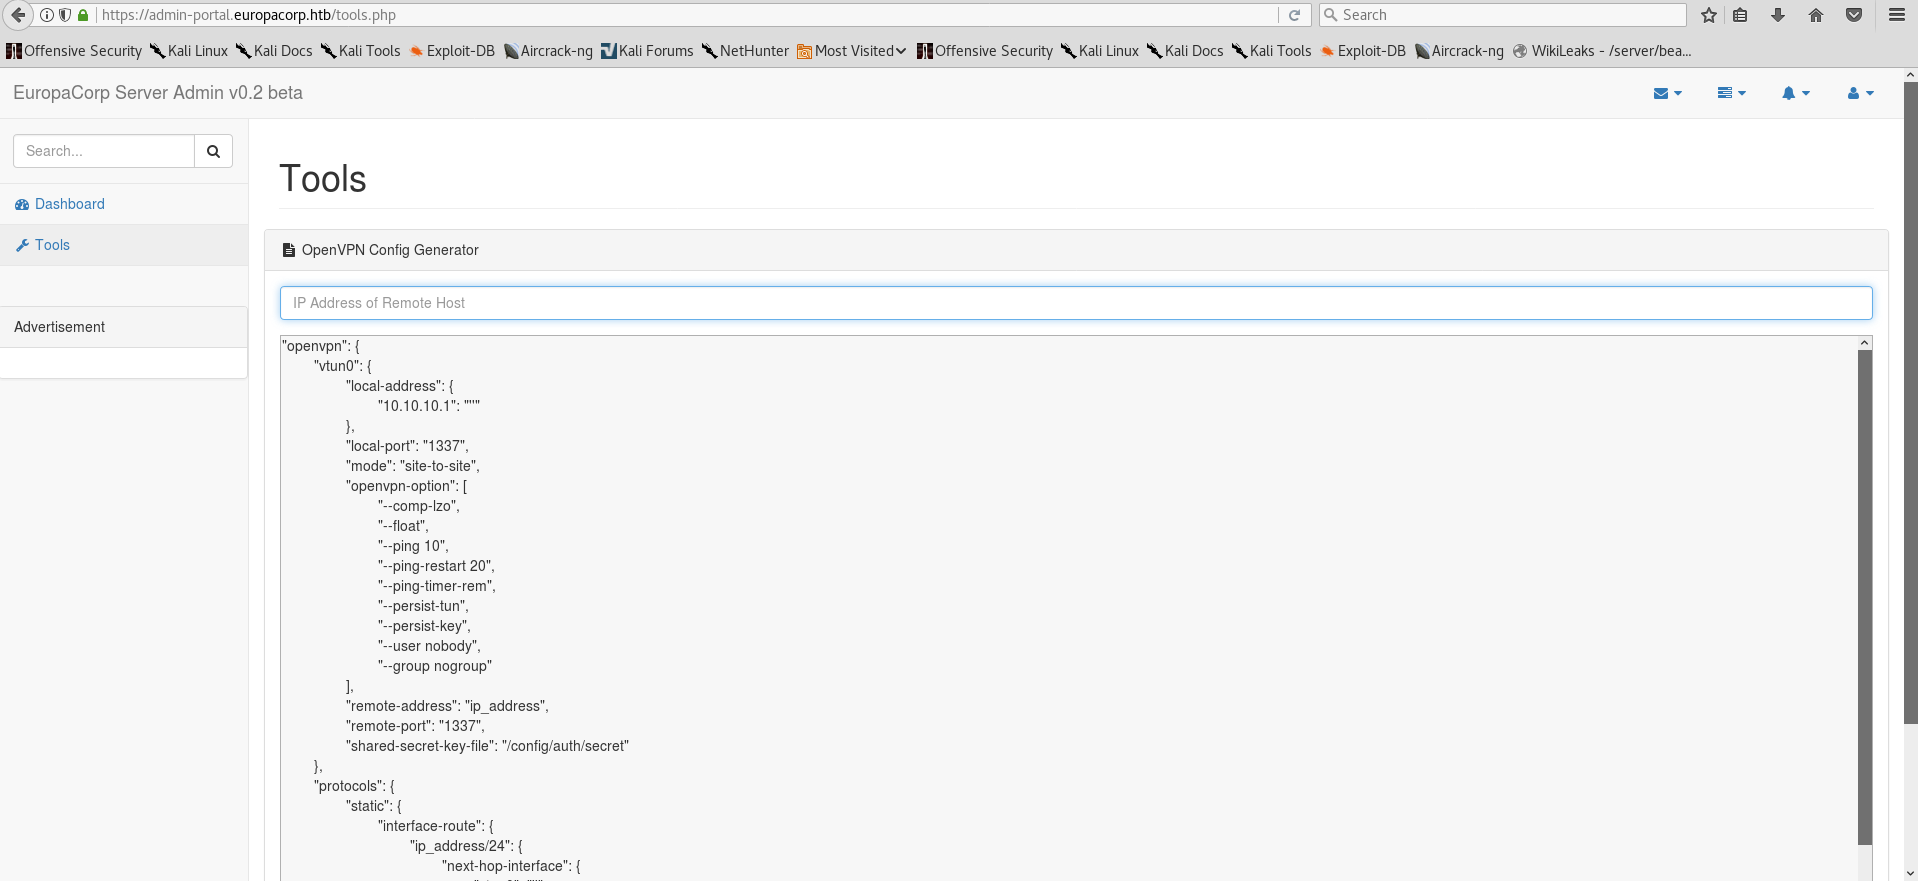 https://admin-portal.europacorp.htb/tools.php
Search
Offensive Security Kali Linux Kali Docs Kali Tools Exploit-DB Aircrack-ng Kali Forums NetHunter Most Visited Offensive Security Kali Linux Kali Docs Kali Tools Exploit-DB Aircrack-ng WikiLeaks - /server/bea...
EuropaCorp Server Admin v0.2 beta
Search...
Dashboard
Tools
Advertisement
Tools
OpenVPN Config Generator
IP Address of Remote Host
"openvpn": {
"vtun0": {
"local-address": {
"10.10.10.1": """
},
"local-port": "1337",
"mode": "site-to-site",
"openvpn-option": [
"--comp-lzo",
"--float",
"--ping 10",
"--ping-restart 20",
"--ping-timer-rem",
"--persist-tun",
"--persist-key",
"--user nobody",
"--group nogroup"
],
"remote-address": "ip_address",
"remote-port": "1337",
"shared-secret-key-file": "/config/auth/secret"
},
"protocols": {
"static": {
"interface-route": {
"ip_address/24": {
"next-hop-interface": {